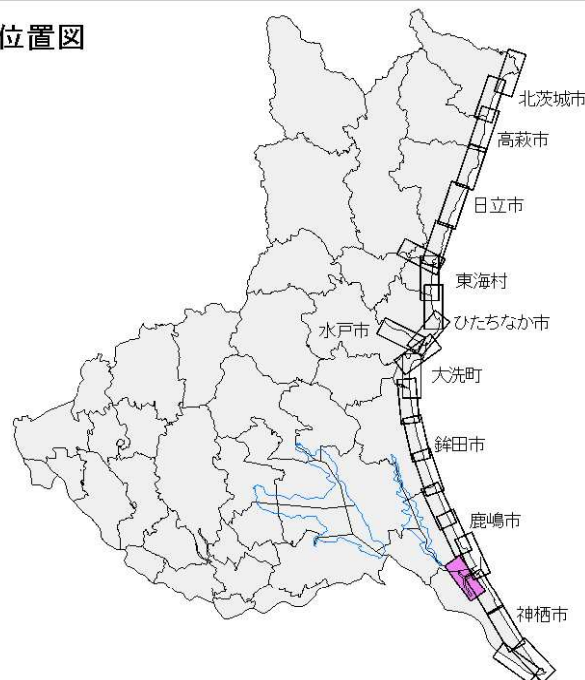 位置図
北茨城市
高萩市
日立市
東海村
ひたちなか市
水戸市
大洗町
鉾田市
鹿嶋市
神栖市